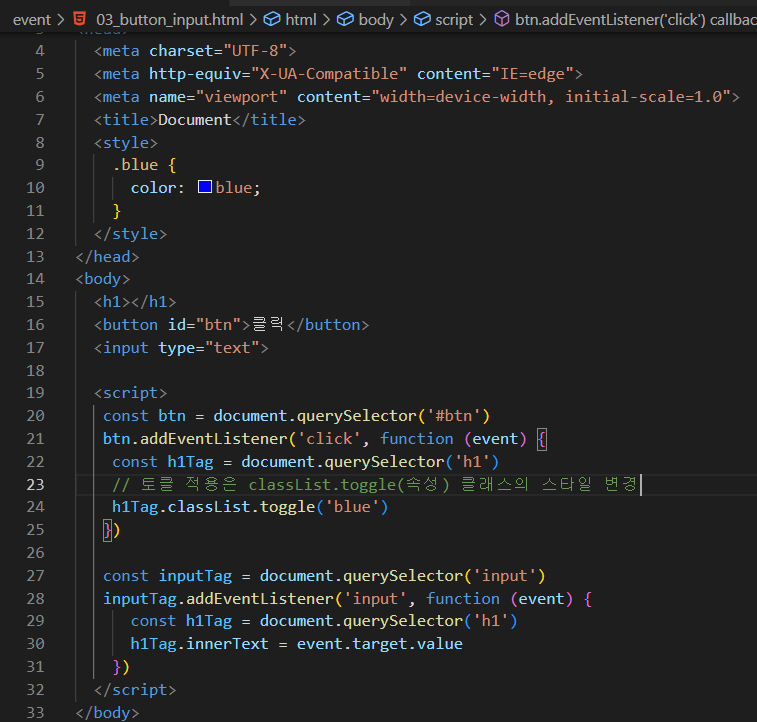 event > 03_button_input.html > html > body > script > btn.addEventListener('click') callbac
4 <meta charset="UTF-8">
5 <meta http-equiv="X-UA-Compatible" content="IE=edge">
6 <meta name="viewport" content="width=device-width, initial-scale=1.0">
7 <title>Document</title>
8 <style>
9 .blue {
10 color: blue;
11 }
12 </style>
13 </head>
14 <body>
15 <h1></h1>
16 <button id="btn">클릭</button>
17 <input type="text">
18
19 <script>
20 const btn = document.querySelector('#btn')
21 btn.addEventListener('click', function (event) {
22 const h1Tag = document.querySelector('h1')
23 // 토클 적용은 classList.toggle(속성) 클래스의 스타일 변경
24 h1Tag.classList.toggle('blue')
25 })
26
27 const inputTag = document.querySelector('input')
28 inputTag.addEventListener('input', function (event) {
29 const h1Tag = document.querySelector('h1')
30 h1Tag.innerText = event.target.value
31 })
32 </script>
33 </body>